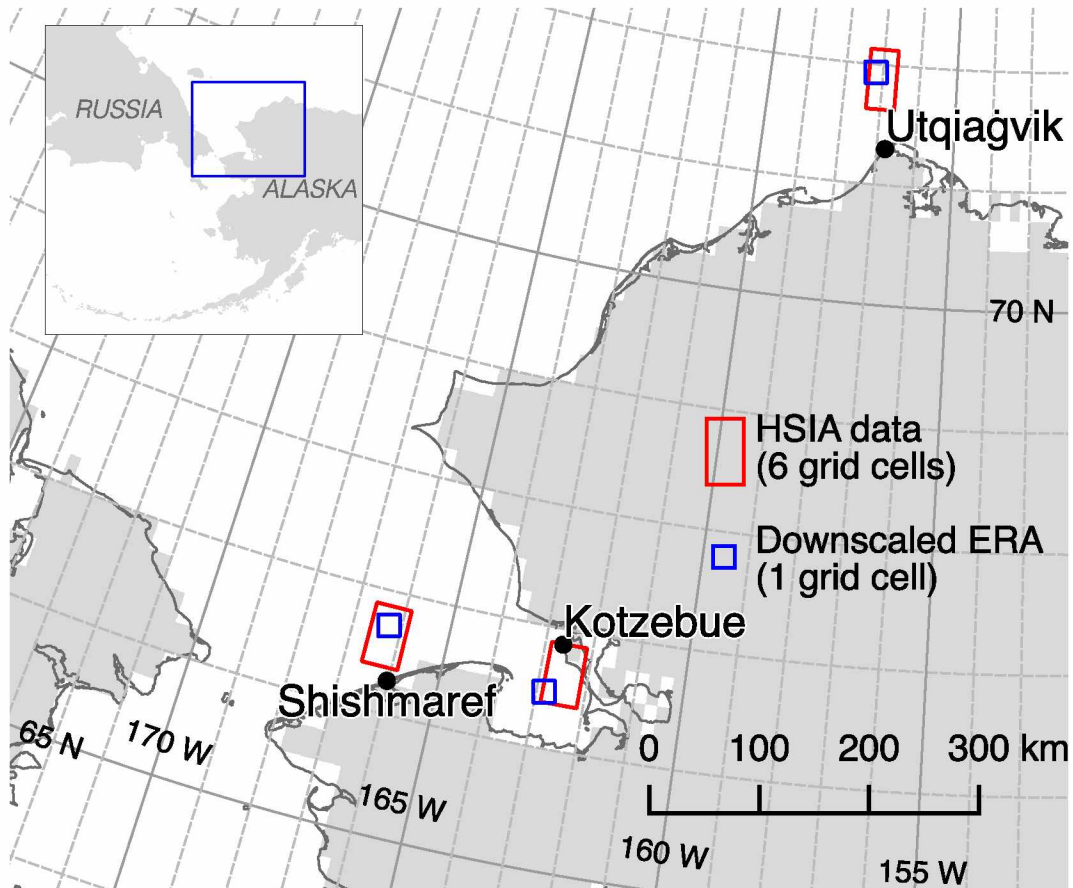 RUSSIA
ALASKA
Utqiaġvik
70 N
HSIA data
(6 grid cells)
Downscaled ERA
(1 grid cell)
Kotzebue
Shishmaref
65 N
170 W
165 W
0 100 200 300 km
160 W
155 W